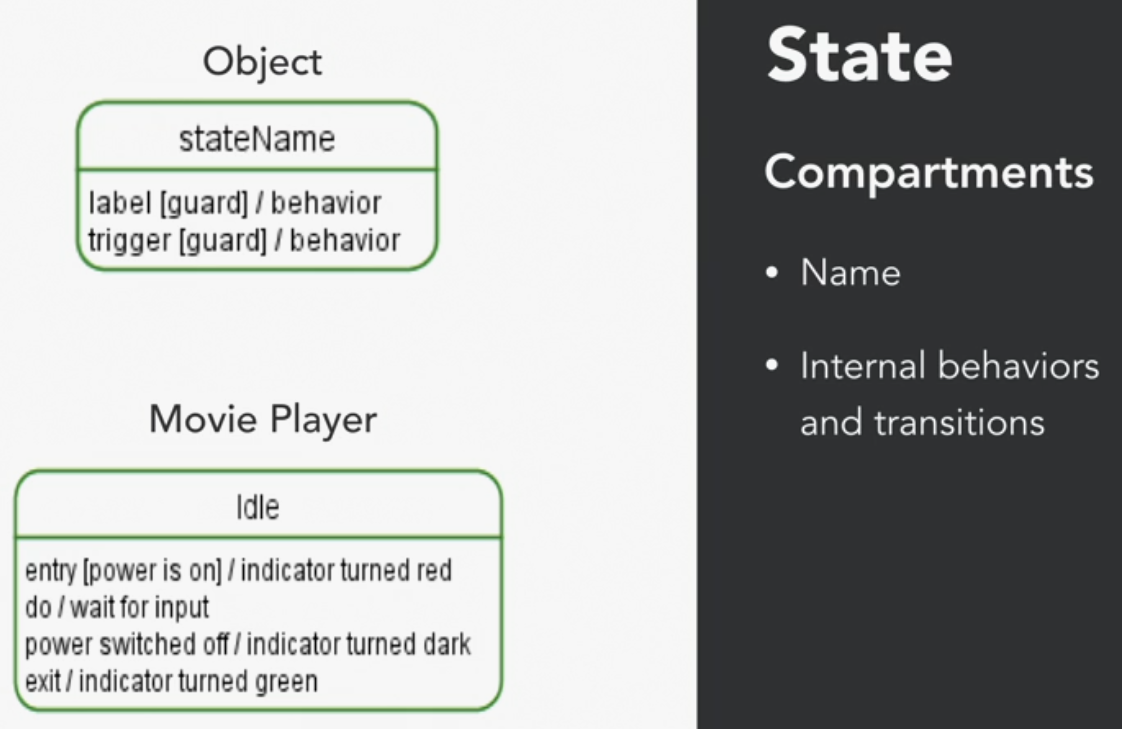 Object
stateName
label [guard] / behavior
trigger [guard] / behavior
Movie Player
Idle
entry [power is on] / indicator turned red
do / wait for input
power switched off / indicator turned dark
exit / indicator turned green
State
Compartments
• Name
• Internal behaviors
and transitions